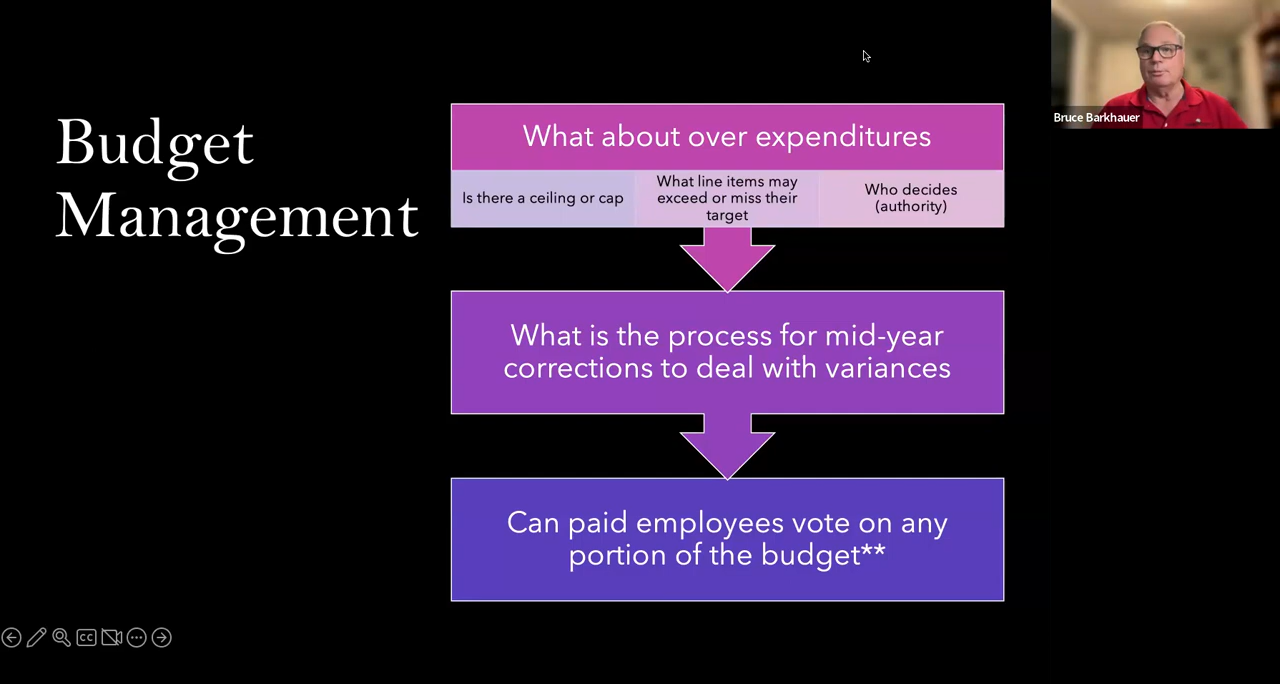 Budget
Management
What about over expenditures
Is there a ceiling or cap
What line items may
exceed or miss their
target
Who decides
(authority)
What is the process for mid-year
corrections to deal with variances
Can paid employees vote on any
portion of the budget**
Bruce Barkhauer
CC